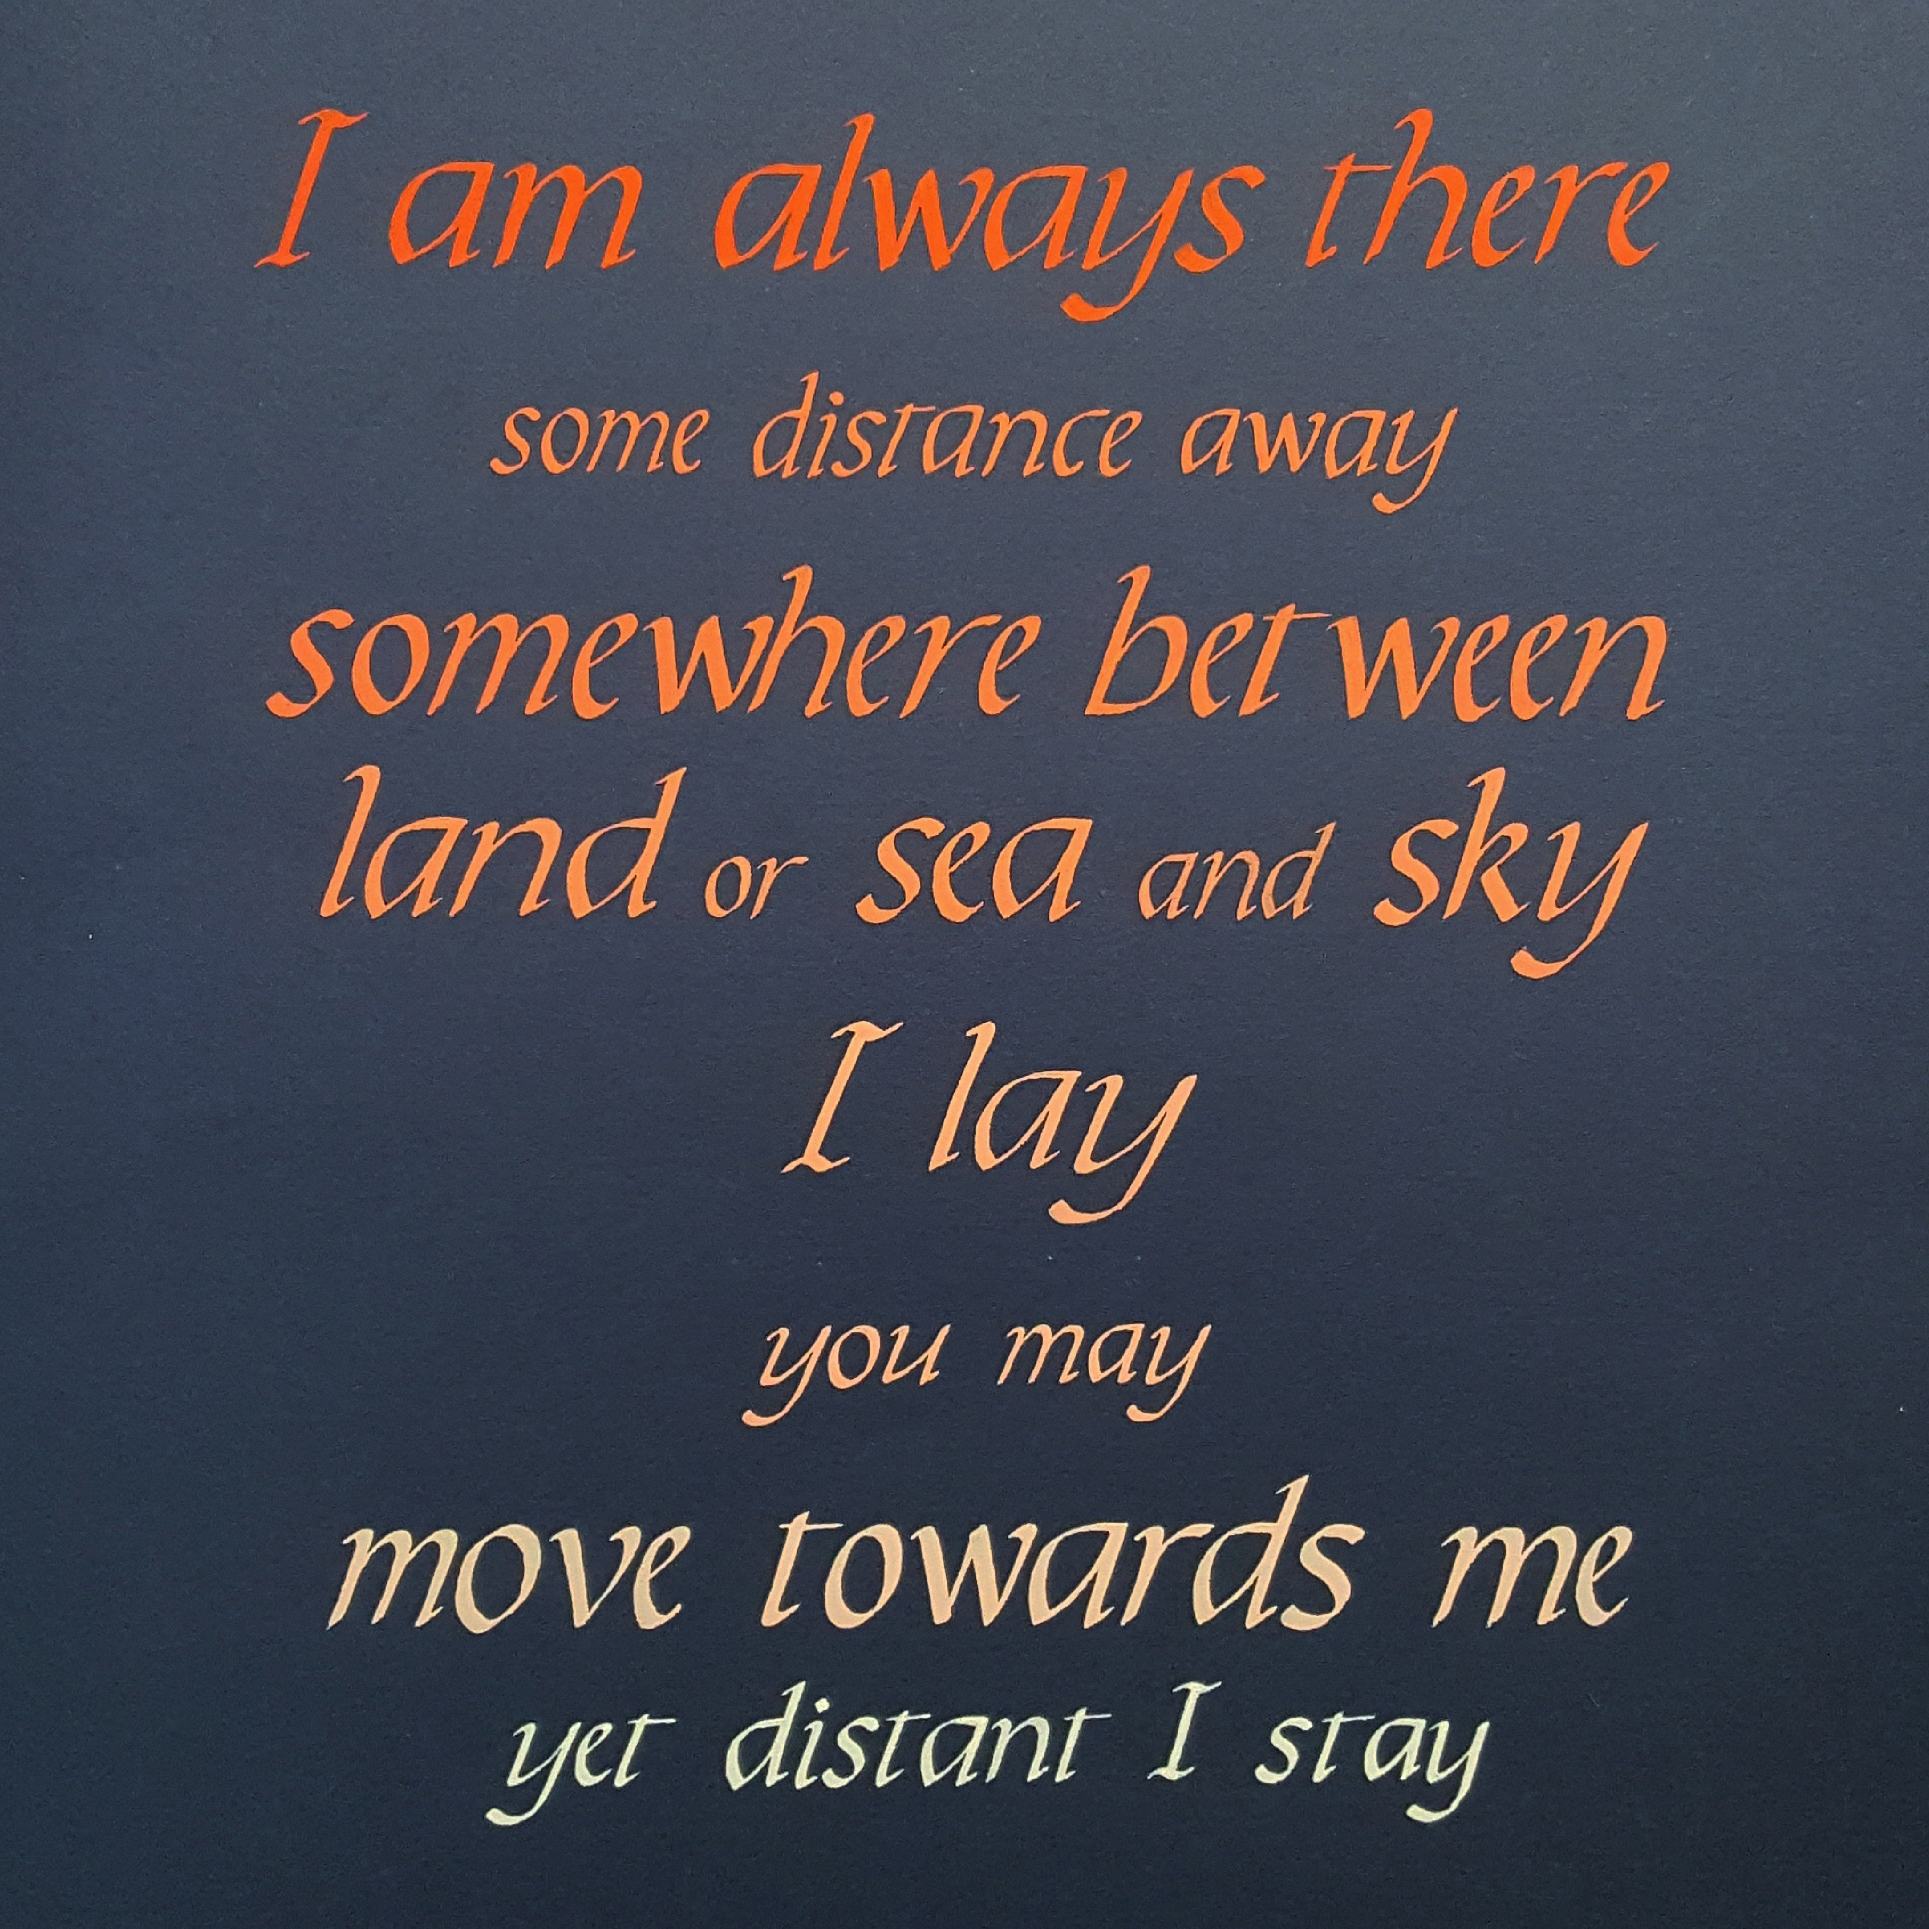 I am always there
some distance away
somewhere between
land or sea and sky
I lay
you may
move towards me
yet distant I stay